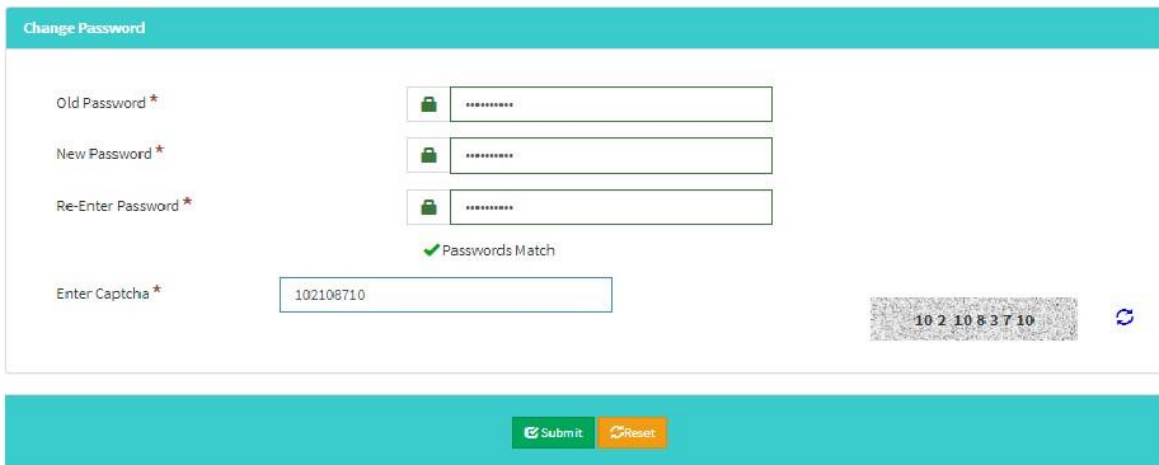 Change Password
Old Password *
••••••••••
New Password *
••••••••••
Re-Enter Password *
••••••••••
Passwords Match
Enter Captcha *
102108710
10 2 10 8 3 7 10
Submit
Reset